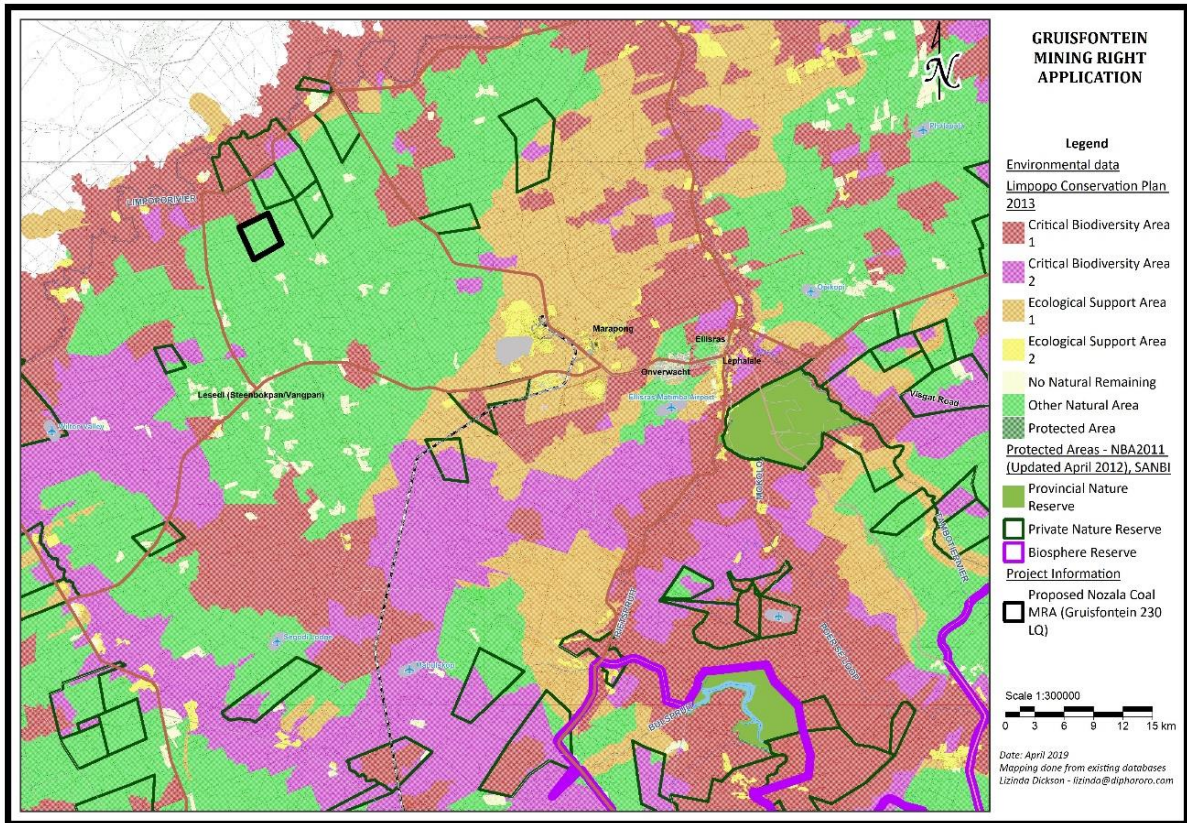 GRUISFONTEIN
MINING RIGHT
APPLICATION
N
Legend
Environmental data
Limpopo Conservation Plan
2013
Critical Biodiversity Area
1
Critical Biodiversity Area
2
Ecological Support Area
1
Ecological Support Area
2
No Natural Remaining
Other Natural Area
Protected Area
Protected Areas - NBA2011
(Updated April 2012), SANBI
Provincial Nature
Reserve
Private Nature Reserve
Biosphere Reserve
Project Information
Proposed Nozala Coal
MRA (Gruisfontein 230
LQ)
Scale 1:300000
0 3 6 9 12 15 km
Date: April 2019
Mapping done from existing databases
Lizinda Dickson - lizinda@dipharoro.com
LIMPOPORIVIER
Marapong
Ellisras
Lephalale
Onverwacht
Ellisras Matimba Airport
Lesedi (Steenbokpan/Vangpan)
Visgat Road